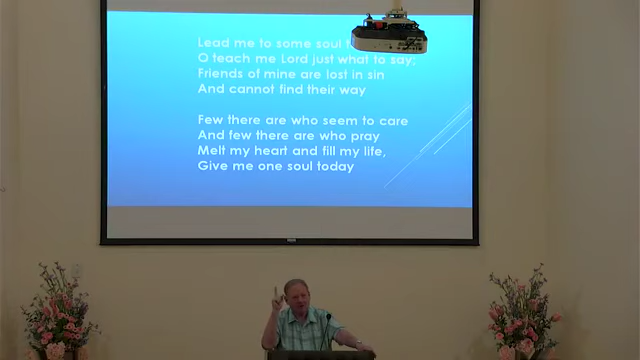 Lead me to some soul
O teach me Lord just what to say;
Friends of mine are lost in sin
And cannot find their way
Few there are who seem to care
And few there are who pray
Melt my heart and fill my life,
Give me one soul today